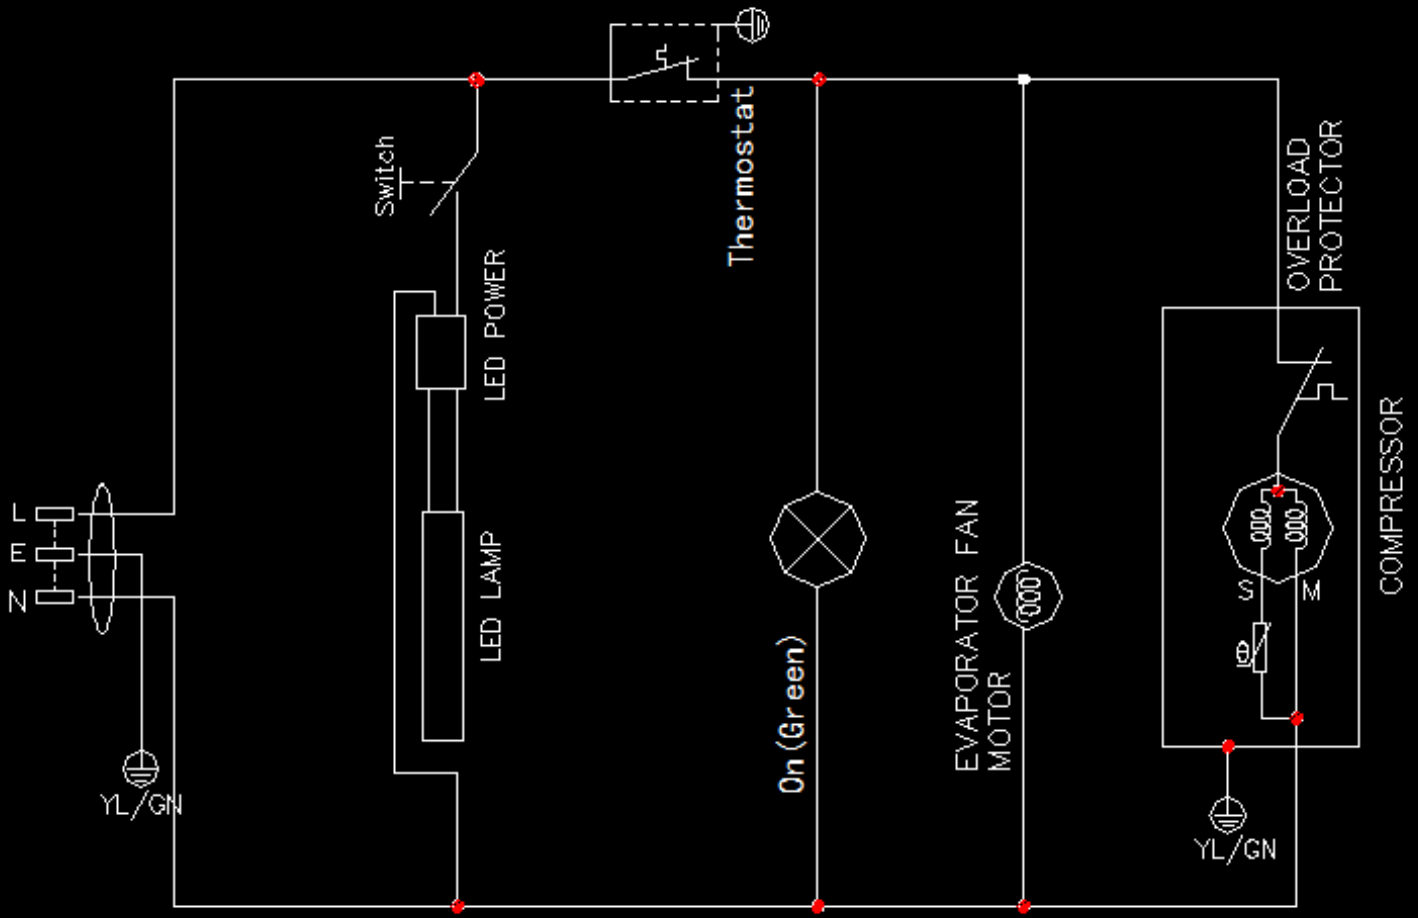 Switch
Thermostat
OVERLOAD
PROTECTOR
LED POWER
COMPRESSOR
L
E
N
LED LAMP
EVAPORATOR FAN
MOTOR
S
M
θ
On(Green)
YL/GN
YL/GN